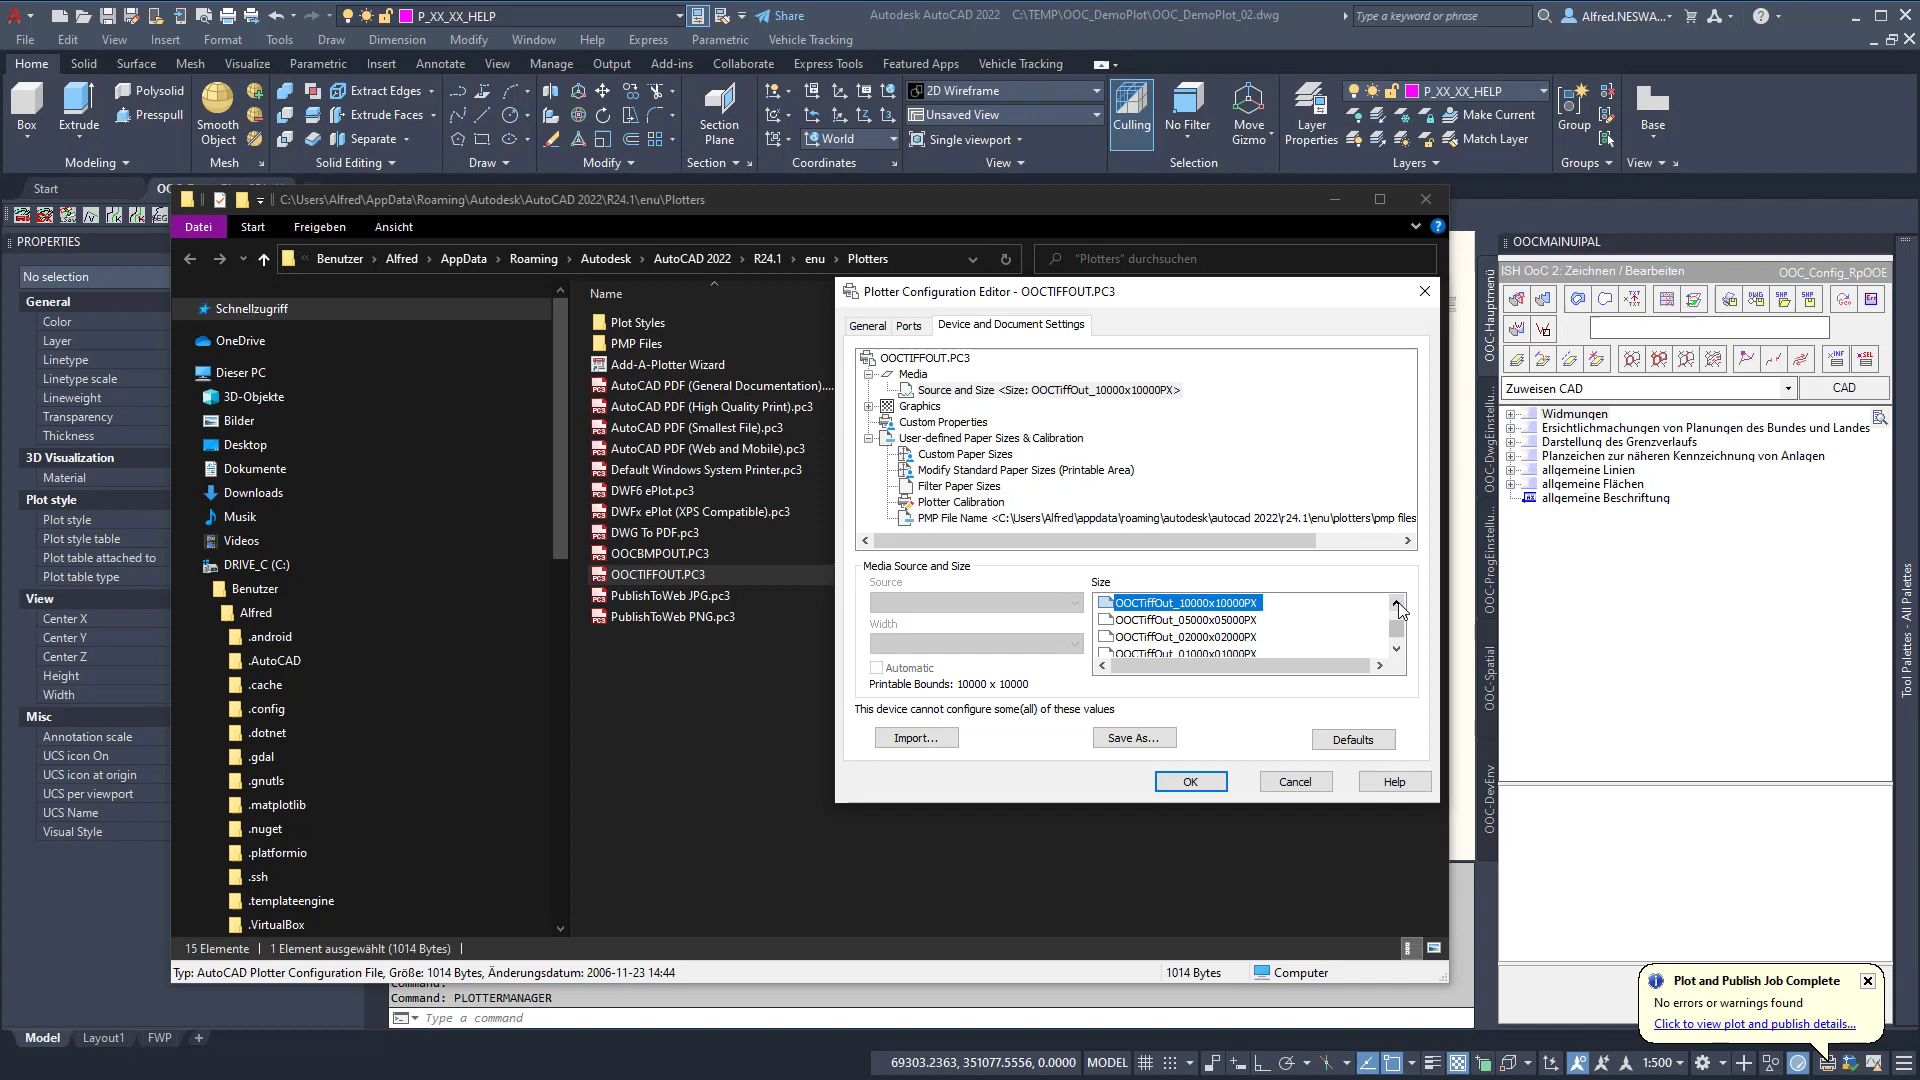 P_XX_XX_HELP
Share
Autodesk AutoCAD 2022 C:\TEMP\OOC_DemoPlot\OOC_DemoPlot_02.dwg
Type a keyword or phrase
Alfred.NESWA...
File Edit View Insert Format Tools Draw Dimension Modify Window Help Express Parametric Vehicle Tracking
Home Solid Surface Mesh Visualize Parametric Insert Annotate View Manage Output Add-ins Collaborate Express Tools Featured Apps Vehicle Tracking
Box
Extrude
Polysolid
Presspull
Modeling
Smooth Object
Mesh
Extract Edges
Extrude Faces
Separate
Solid Editing
Draw
Modify
Section Plane
Section
World
Coordinates
2D Wireframe
Unsaved View
Single viewport
View
Culling
No Filter
Move Gizmo
Selection
Layer Properties
P_XX_XX_HELP
Make Current
Match Layer
Layers
Group
Groups
Base
View
Start
PROPERTIES
No selection
General
Color
Layer
Linetype
Linetype scale
Lineweight
Transparency
Thickness
3D Visualization
Material
Plot style
Plot style
Plot style table
Plot table attached to
Plot table type
View
Center X
Center Y
Center Z
Height
Width
Misc
Annotation scale
UCS icon On
UCS icon at origin
UCS per viewport
UCS Name
Visual Style
C:\Users\Alfred\AppData\Roaming\Autodesk\AutoCAD 2022\R24.1\enu\Plotters
Datei Start Freigeben Ansicht
Benutzer Alfred AppData Roaming Autodesk AutoCAD 2022 R24.1 enu Plotters
"Plotters" durchsuchen
Schnellzugriff
OneDrive
Dieser PC
3D-Objekte
Bilder
Desktop
Dokumente
Downloads
Musik
Videos
DRIVE_C (C:)
Benutzer
Alfred
.android
.AutoCAD
.cache
.config
.dotnet
.gdal
.gnutls
.matplotlib
.nuget
.platformio
.ssh
.templateengine
.VirtualBox
Name
Plot Styles
PMP Files
Add-A-Plotter Wizard
AutoCAD PDF (General Documentation)....
AutoCAD PDF (High Quality Print).pc3
AutoCAD PDF (Smallest File).pc3
AutoCAD PDF (Web and Mobile).pc3
Default Windows System Printer.pc3
DWF6 ePlot.pc3
DWFx ePlot (XPS Compatible).pc3
DWG To PDF.pc3
OOCBMPOUT.PC3
OOCTIFFOUT.PC3
PublishToWeb JPG.pc3
PublishToWeb PNG.pc3
15 Elemente 1 Element ausgewählt (1014 Bytes)
Typ: AutoCAD Plotter Configuration File, Größe: 1014 Bytes, Änderungsdatum: 2006-11-23 14:44
1014 Bytes
Computer
Plotter Configuration Editor - OOCTIFFOUT.PC3
General Ports Device and Document Settings
OOCTIFFOUT.PC3
Media
Source and Size <Size: OOCTiffOut_10000x10000PX>
Graphics
Custom Properties
User-defined Paper Sizes & Calibration
Custom Paper Sizes
Modify Standard Paper Sizes (Printable Area)
Filter Paper Sizes
Plotter Calibration
PMP File Name <C:\Users\Alfred\appdata\roaming\autodesk\autocad 2022\r24.1\enu\plotters\pmp files
Media Source and Size
Source
Width
Automatic
Printable Bounds: 10000 x 10000
Size
OOCTiffOut_10000x10000PX
OOCTiffOut_05000x05000PX
OOCTiffOut_02000x02000PX
OOCTiffOut_01000x01000PX
This device cannot configure some(all) of these values
Import... Save As... Defaults
OK Cancel Help
Command: PLOTTERMANAGER
Type a command
OOCMAINUIPAL
ISH OoC 2: Zeichnen / Bearbeiten
OOC_Config_RpOOE
Zuweisen CAD
CAD
Widmungen
Ersichtlichmachungen von Planungen des Bundes und Landes
Darstellung des Grenzverlaufs
Planzeichen zur näheren Kennzeichnung von Anlagen
allgemeine Linien
allgemeine Flächen
allgemeine Beschriftung
OOC-Hauptmenü
OOC-DwgEinstellu...
OOC-ProgEinstellu...
OOC-Spatial
OOC-DevEnv
Tool Palettes - All Palettes
Plot and Publish Job Complete
No errors or warnings found
Click to view plot and publish details...
Model Layout1 FWP
69303.2363, 351077.5556, 0.0000 MODEL
1:500